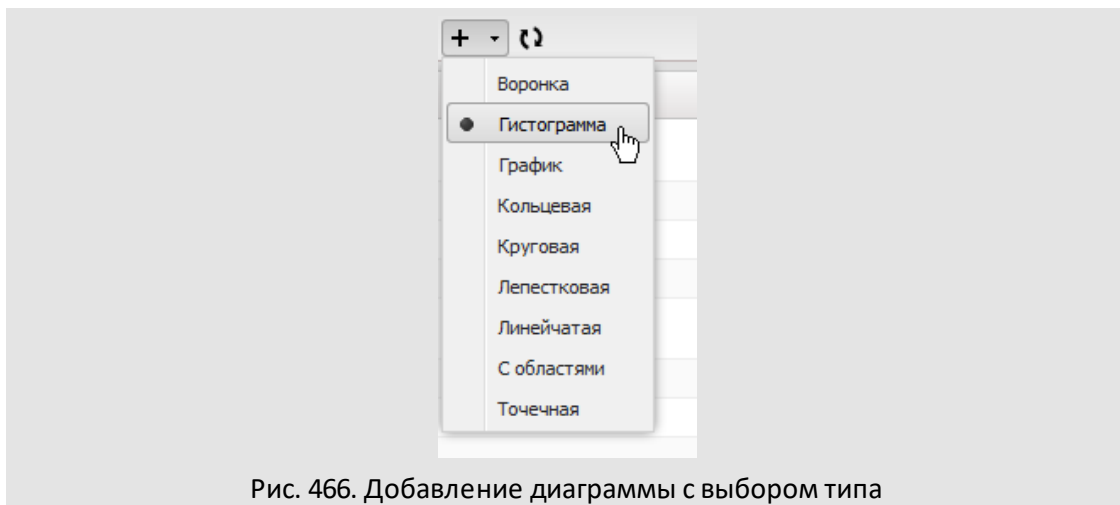 Воронка
Гистограмма
График
Кольцевая
Круговая
Лепестковая
Линейчатая
С областями
Точечная
Рис. 466. Добавление диаграммы с выбором типа